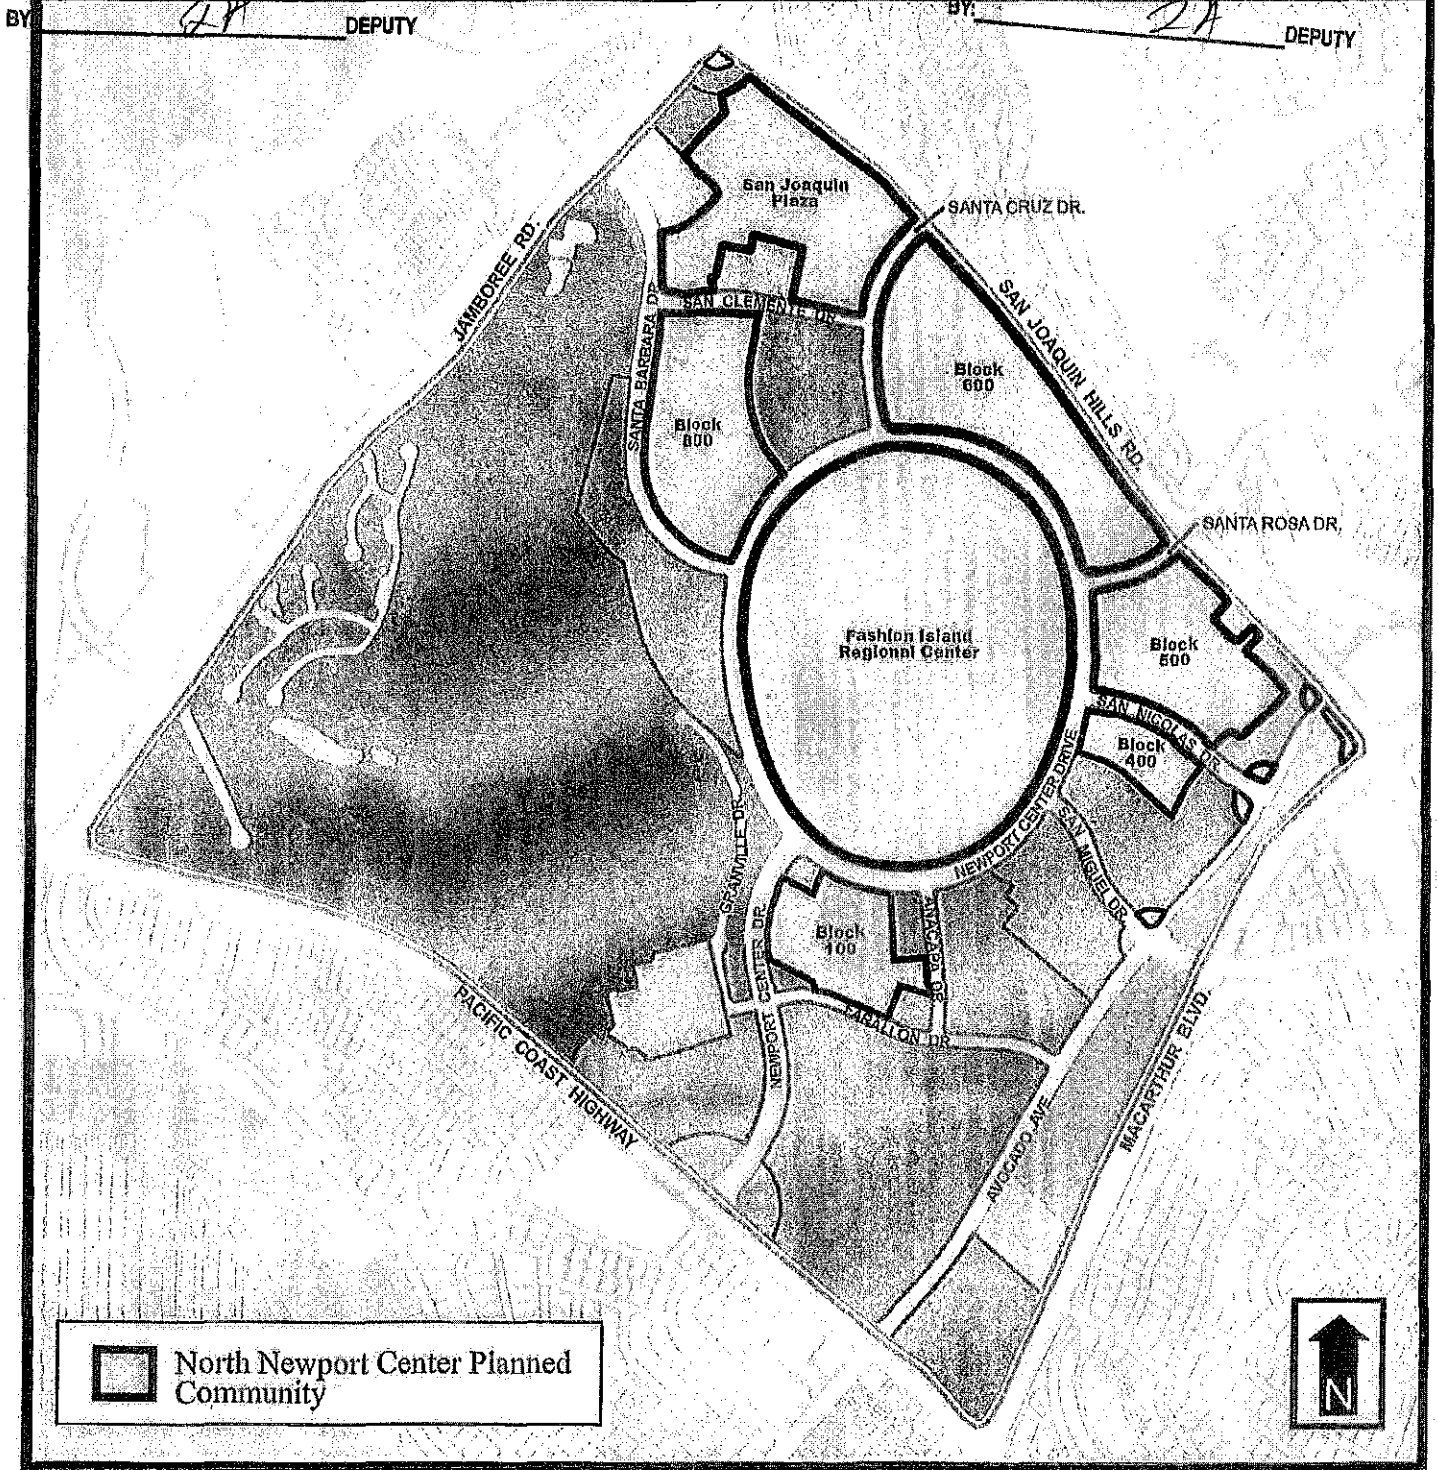 BY: DEPUTY
BY: DEPUTY
San Joaquin
Plaza
SANTA CRUZ DR.
JAMBOREE RD.
SAN CLEMENTE DR.
SANTA BARBARA DR.
SAN JOAQUIN HILLS RD.
Block
600
Block
800
SANTA ROSA DR.
Fashion Island
Regional Center
Block
500
SAN NICOLAS DR.
Block
400
NEWPORT CENTER DRIVE
SAN MIGUEL DR.
GRANVILLE DR.
ANACAPA DR.
Block
100
NEWPORT CENTER DR.
FARALLON DR.
PACIFIC COAST HIGHWAY
AVOCADO AVE.
MACARTHUR BLVD.
North Newport Center Planned
Community
N